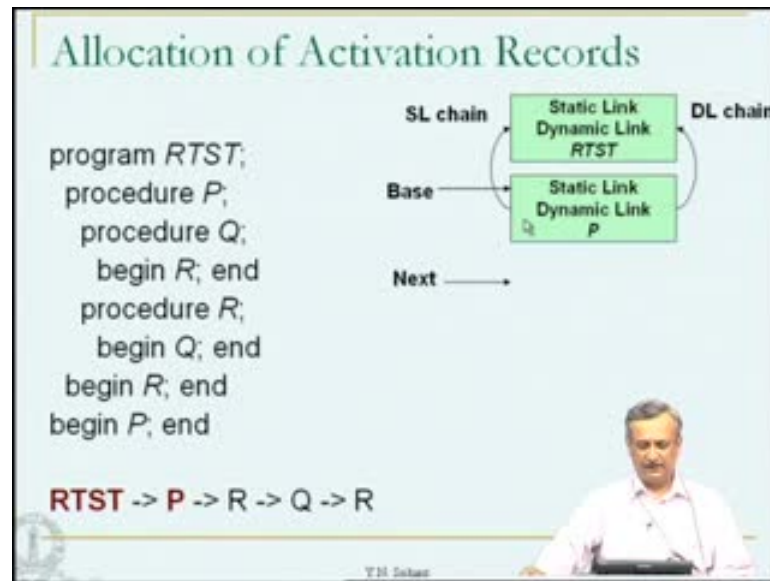 Allocation of Activation Records
program RTST;
procedure P;
procedure Q;
begin R; end
procedure R;
begin Q; end
begin R; end
begin P; end
RTST -> P -> R -> Q -> R
SL chain
Static Link
Dynamic Link
RTST
DL chain
Base
Static Link
Dynamic Link
P
Next